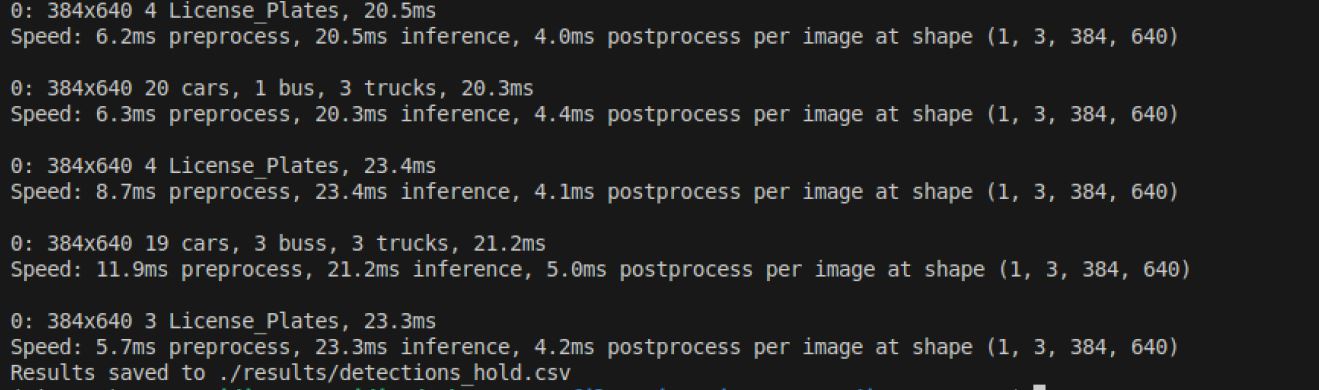 0: 384x640 4 License_Plates, 20.5ms
Speed: 6.2ms preprocess, 20.5ms inference, 4.0ms postprocess per image at shape (1, 3, 384, 640)
0: 384x640 20 cars, 1 bus, 3 trucks, 20.3ms
Speed: 6.3ms preprocess, 20.3ms inference, 4.4ms postprocess per image at shape (1, 3, 384, 640)
0: 384x640 4 License_Plates, 23.4ms
Speed: 8.7ms preprocess, 23.4ms inference, 4.1ms postprocess per image at shape (1, 3, 384, 640)
0: 384x640 19 cars, 3 buss, 3 trucks, 21.2ms
Speed: 11.9ms preprocess, 21.2ms inference, 5.0ms postprocess per image at shape (1, 3, 384, 640)
0: 384x640 3 License_Plates, 23.3ms
Speed: 5.7ms preprocess, 23.3ms inference, 4.2ms postprocess per image at shape (1, 3, 384, 640)
Results saved to ./results/detections_hold.csv